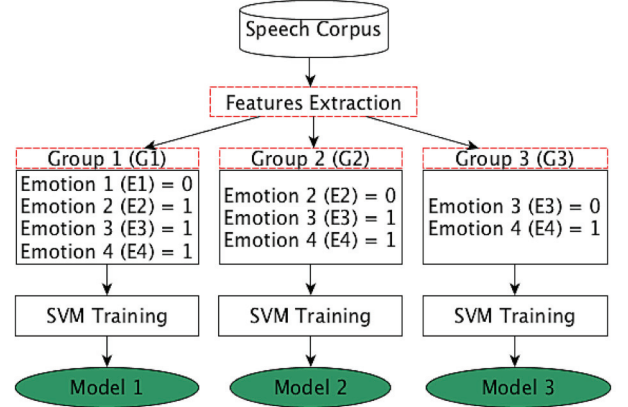 Speech Corpus
Features Extraction
Group 1 (G1)
Emotion 1 (E1) = 0
Emotion 2 (E2) = 1
Emotion 3 (E3) = 1
Emotion 4 (E4) = 1
SVM Training
Model 1
Group 2 (G2)
Emotion 2 (E2) = 0
Emotion 3 (E3) = 1
Emotion 4 (E4) = 1
SVM Training
Model 2
Group 3 (G3)
Emotion 3 (E3) = 0
Emotion 4 (E4) = 1
SVM Training
Model 3